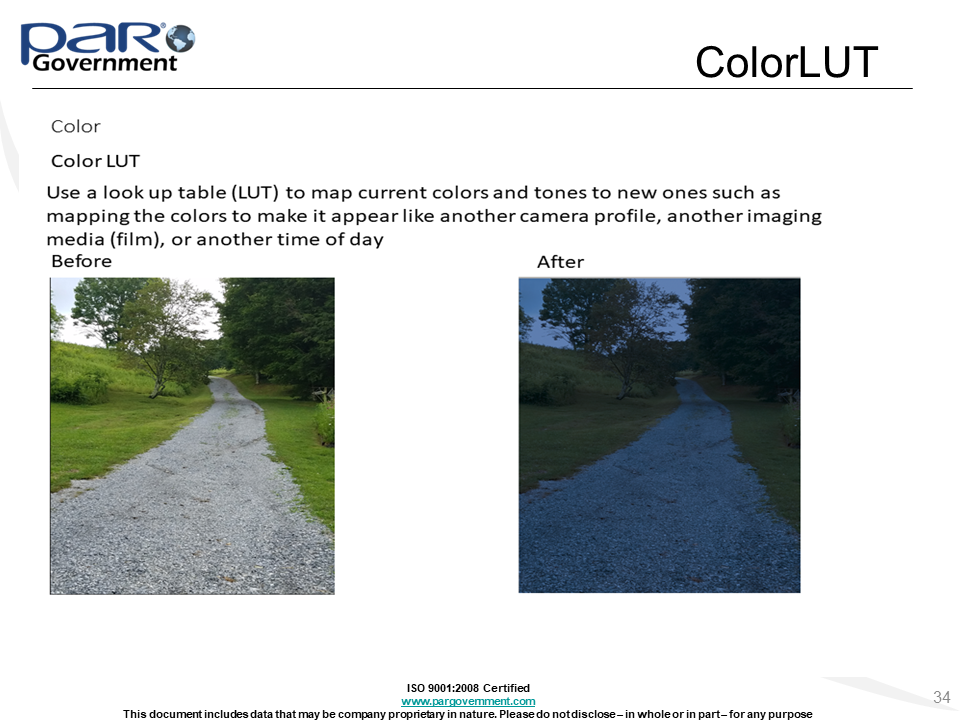 PAR®
Government
ColorLUT
Color
Color LUT
Use a look up table (LUT) to map current colors and tones to new ones such as
mapping the colors to make it appear like another camera profile, another imaging
media (film), or another time of day
Before
After
ISO 9001:2008 Certified
www.pargovernment.com
This document includes data that may be company proprietary in nature. Please do not disclose – in whole or in part – for any purpose
34